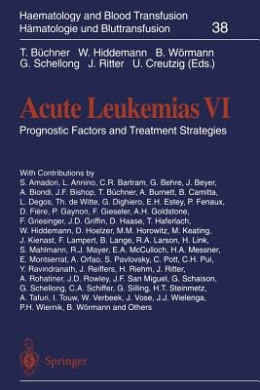 Haematology and Blood Transfusion
Hämatologie und Bluttransfusion
38
T. Büchner W. Hiddemann B. Wörmann
G. Schellong J. Ritter U. Creutzig (Eds.)
Acute Leukemias VI
Prognostic Factors and Treatment Strategies
With Contributions by
S. Amadori, L. Annino, C.R. Bartram, G. Behre, J. Beyer,
A. Biondi, J.F. Bishop, T. Büchner, A. Burnett, B. Camitta,
L. Degos, Th. de Witte, G. Dighiero, E.H. Estey, P. Fenaux,
D. Fière, P. Gaynon, F. Gieseler, A.H. Goldstone,
F. Griesinger, J.D. Griffin, D. Haase, T. Haferlach,
W. Hiddemann, D. Hoelzer, M.M. Horowitz, M. Keating,
J. Kienast, F. Lampert, B. Lange, R.A. Larson, H. Link,
S. Mahlmann, R.J. Mayer, E.A. McCulloch, H.A. Messner,
E. Montserrat, A. Orfao, S. Pavlovsky, C. Pott, C.H. Pui,
Y. Ravindranath, J. Reiffers, H. Riehm, J. Ritter,
A. Rohatiner, J.D. Rowley, J.F. San Miguel, G. Schaison,
G. Schellong, C.A. Schiffer, G. Silling, H.T. Steinmetz,
A. Tafuri, I. Touw, W. Verbeek, J. Vose, J.J. Wielenga,
P.H. Wiernik, B. Wörmann and Others
Springer